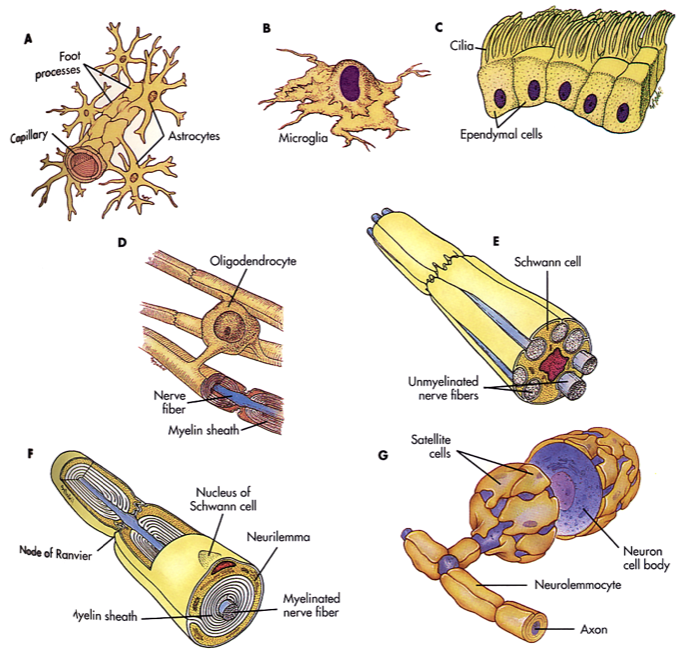 A
Foot
processes
Capillary
Astrocytes
B
Microglia
C
Cilia
Ependymal cells
D
Oligodendrocyte
Nerve
fiber
Myelin sheath
E
Schwann cell
Unmyelinated
nerve fibers
F
Nucleus of
Schwann cell
Neurilemma
Node of Ranvier
Myelinated
nerve fiber
Ayelin sheath
G
Satellite
cells
Neuron
cell body
Neurolemmocyte
Axon